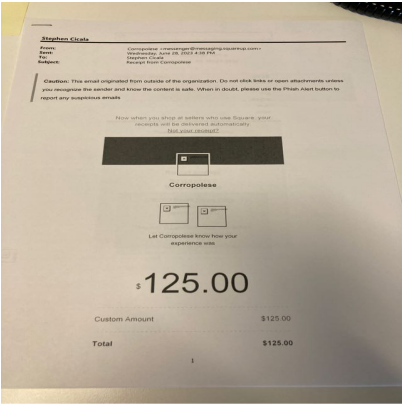 Stephen Cicala
From: Corropolese <messenger@messaging.squareup.com>
Sent: Wednesday, June 28, 2023 4:38 PM
To: Stephen Cicala
Subject: Receipt from Corropolese
Caution: This email originated from outside of the organization. Do not click links or open attachments unless
you recognize the sender and know the content is safe. When in doubt, please use the Phish Alert button to
report any suspicious emails
Now when you shop at sellers who use Square, your
receipts will be delivered automatically.
Not your receipt?
Corropolese
Let Corropolese know how your
experience was
$125.00
Custom Amount $125.00
Total $125.00
1